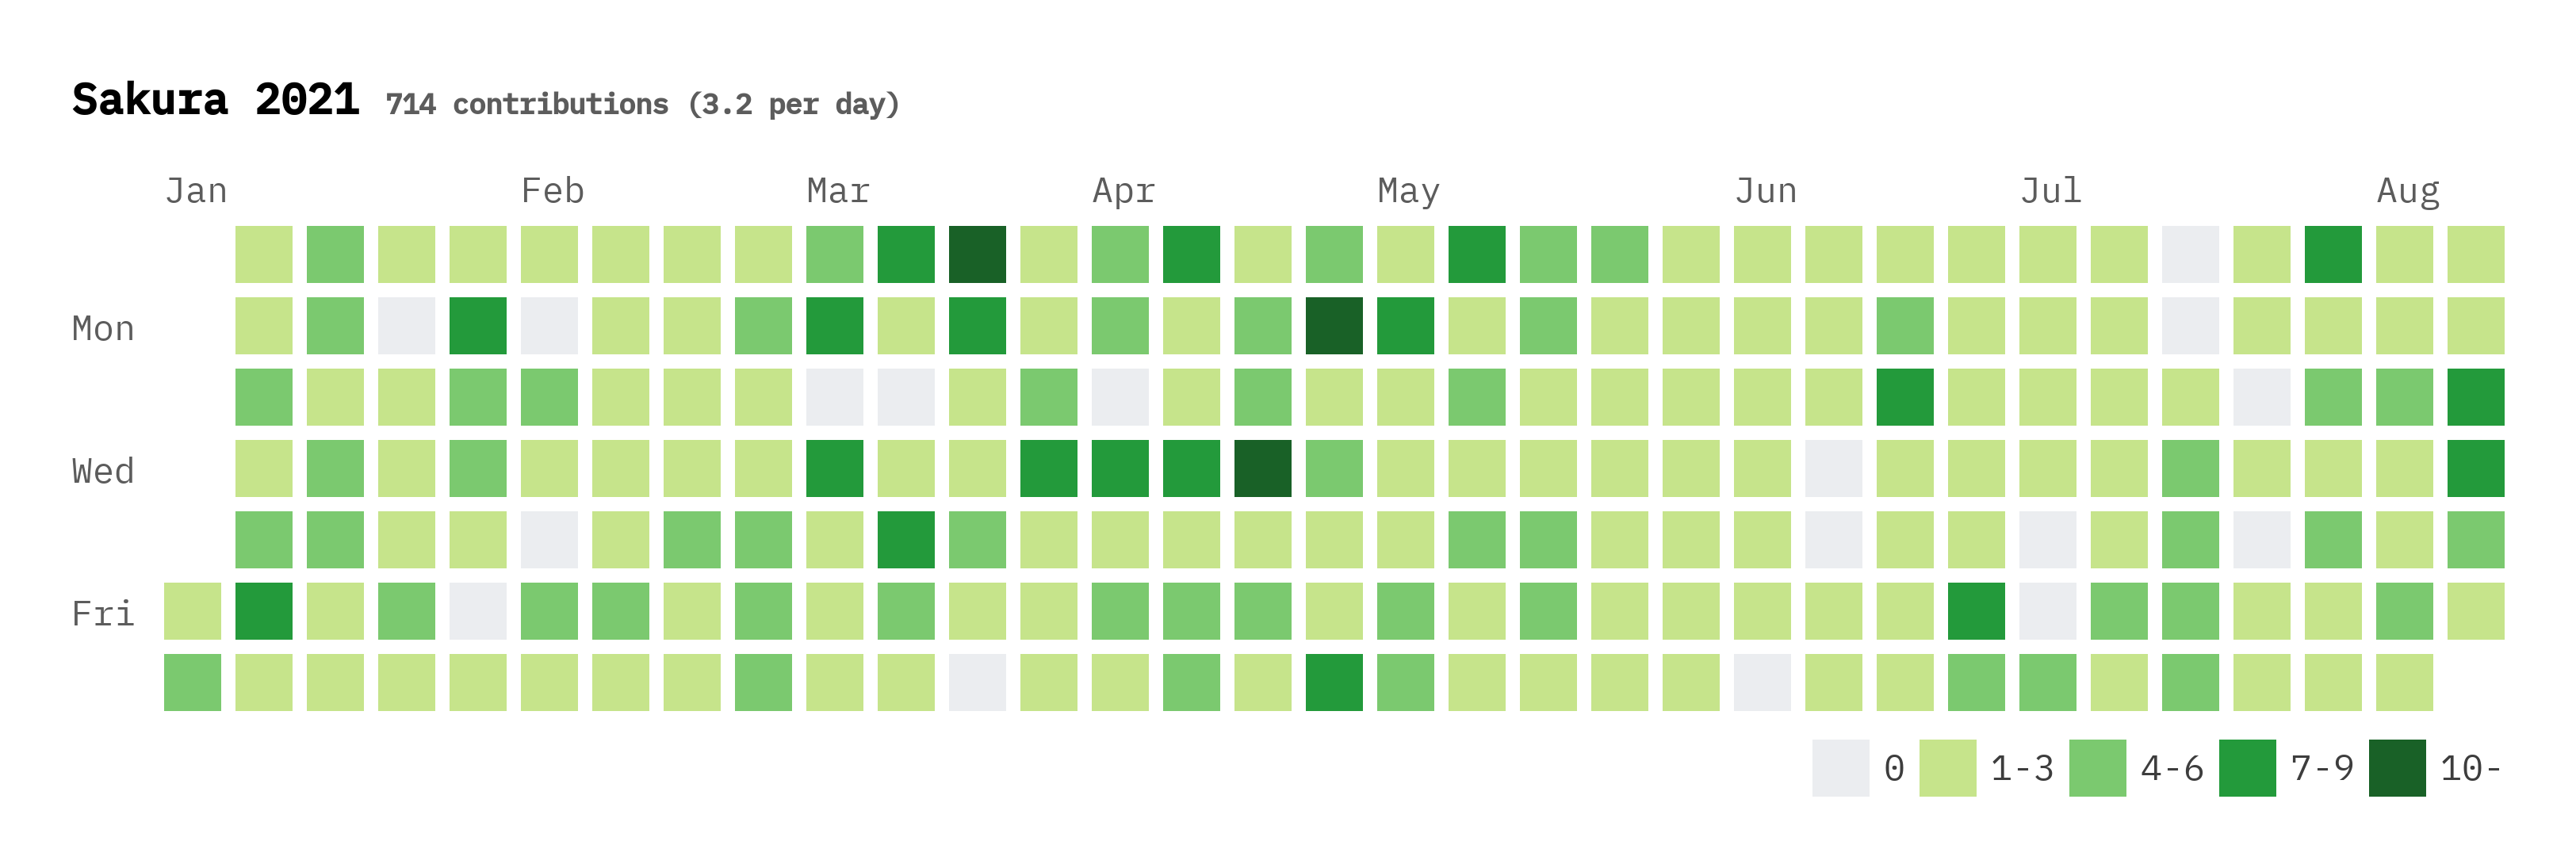 Sakura 2021 714 contributions (3.2 per day)
Jan Feb Mar Apr May Jun Jul Aug
Mon
Wed
Fri
0 1-3 4-6 7-9 10-